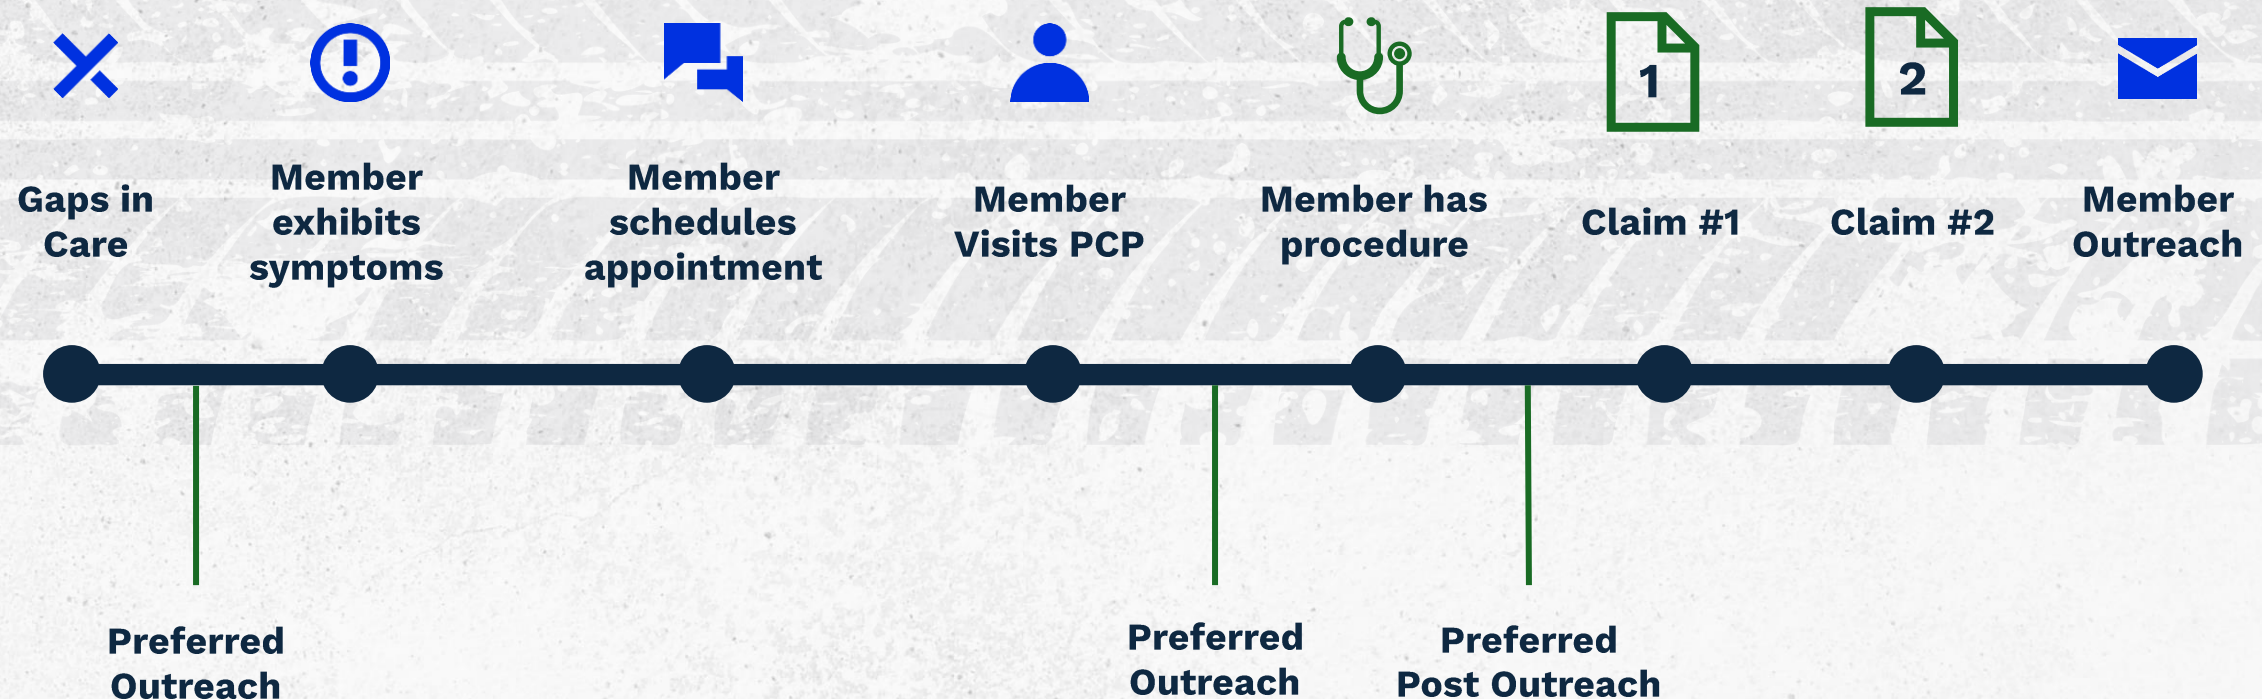 1
2
Gaps in
Care
Member
exhibits
symptoms
Member
schedules
appointment
Member
Visits PCP
Member has
procedure
Claim #1
Claim #2
Member
Outreach
Preferred
Outreach
Preferred
Outreach
Preferred
Post Outreach